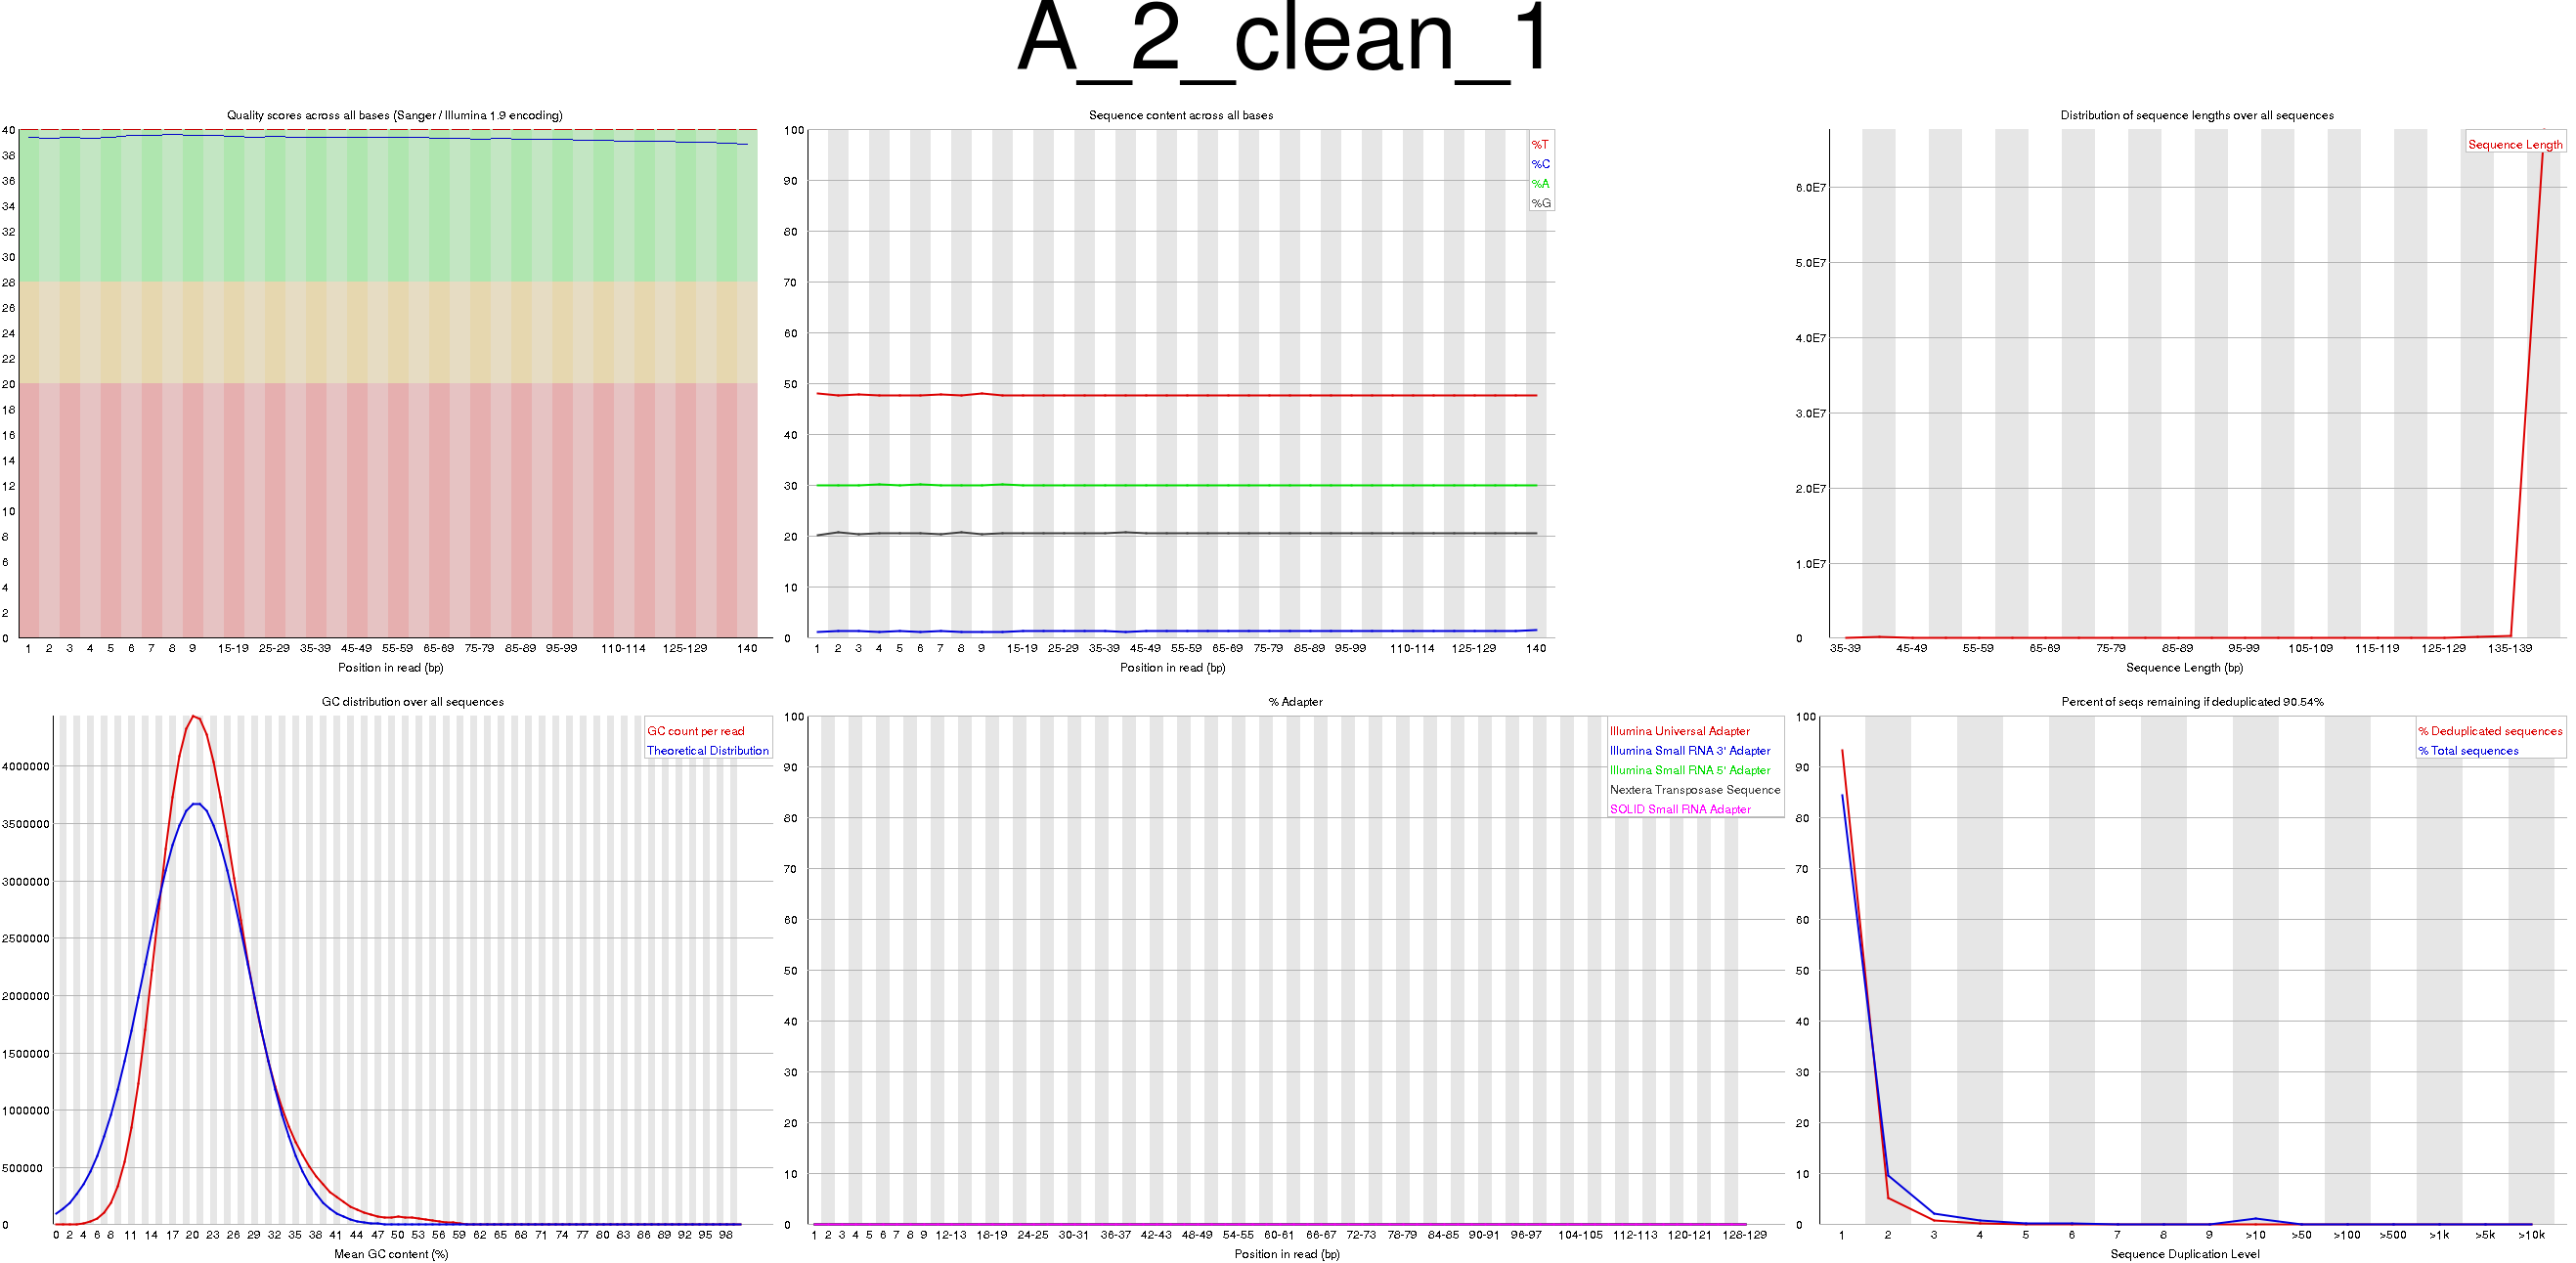 A_2_clean_1
Quality scores across all bases (Sanger / Illumina 1.9 encoding)
40
38
36
34
32
30
28
26
24
22
20
18
16
14
12
10
8
6
4
2
0
1 2 3 4 5 6 7 8 9 15-19 25-29 35-39 45-49 55-59 65-69 75-79 85-89 95-99 110-114 125-129 140
Position in read (bp)
Sequence content across all bases
%T
%C
%A
%G
100
90
80
70
60
50
40
30
20
10
0
1 2 3 4 5 6 7 8 9 15-19 25-29 35-39 45-49 55-59 65-69 75-79 85-89 95-99 110-114 125-129 140
Position in read (bp)
Distribution of sequence lengths over all sequences
Sequence Length
6.0E7
5.0E7
4.0E7
3.0E7
2.0E7
1.0E7
0
35-39 45-49 55-59 65-69 75-79 85-89 95-99 105-109 115-119 125-129 135-139
Sequence Length (bp)
GC distribution over all sequences
GC count per read
Theoretical Distribution
4000000
3500000
3000000
2500000
2000000
1500000
1000000
500000
0
0 2 4 6 8 11 14 17 20 23 26 29 32 35 38 41 44 47 50 53 56 59 62 65 68 71 74 77 80 83 86 89 92 95 98
Mean GC content (%)
% Adapter
Illumina Universal Adapter
Illumina Small RNA 3' Adapter
Illumina Small RNA 5' Adapter
Nextera Transposase Sequence
SOLID Small RNA Adapter
100
90
80
70
60
50
40
30
20
10
0
1 2 3 4 5 6 7 8 9 12-13 18-19 24-25 30-31 36-37 42-43 48-49 54-55 60-61 66-67 72-73 78-79 84-85 90-91 96-97 104-105 112-113 120-121 128-129
Position in read (bp)
Percent of seqs remaining if deduplicated 90.54%
% Deduplicated sequences
% Total sequences
100
90
80
70
60
50
40
30
20
10
0
1 2 3 4 5 6 7 8 9 >10 >50 >100 >500 >1k >5k >10k
Sequence Duplication Level